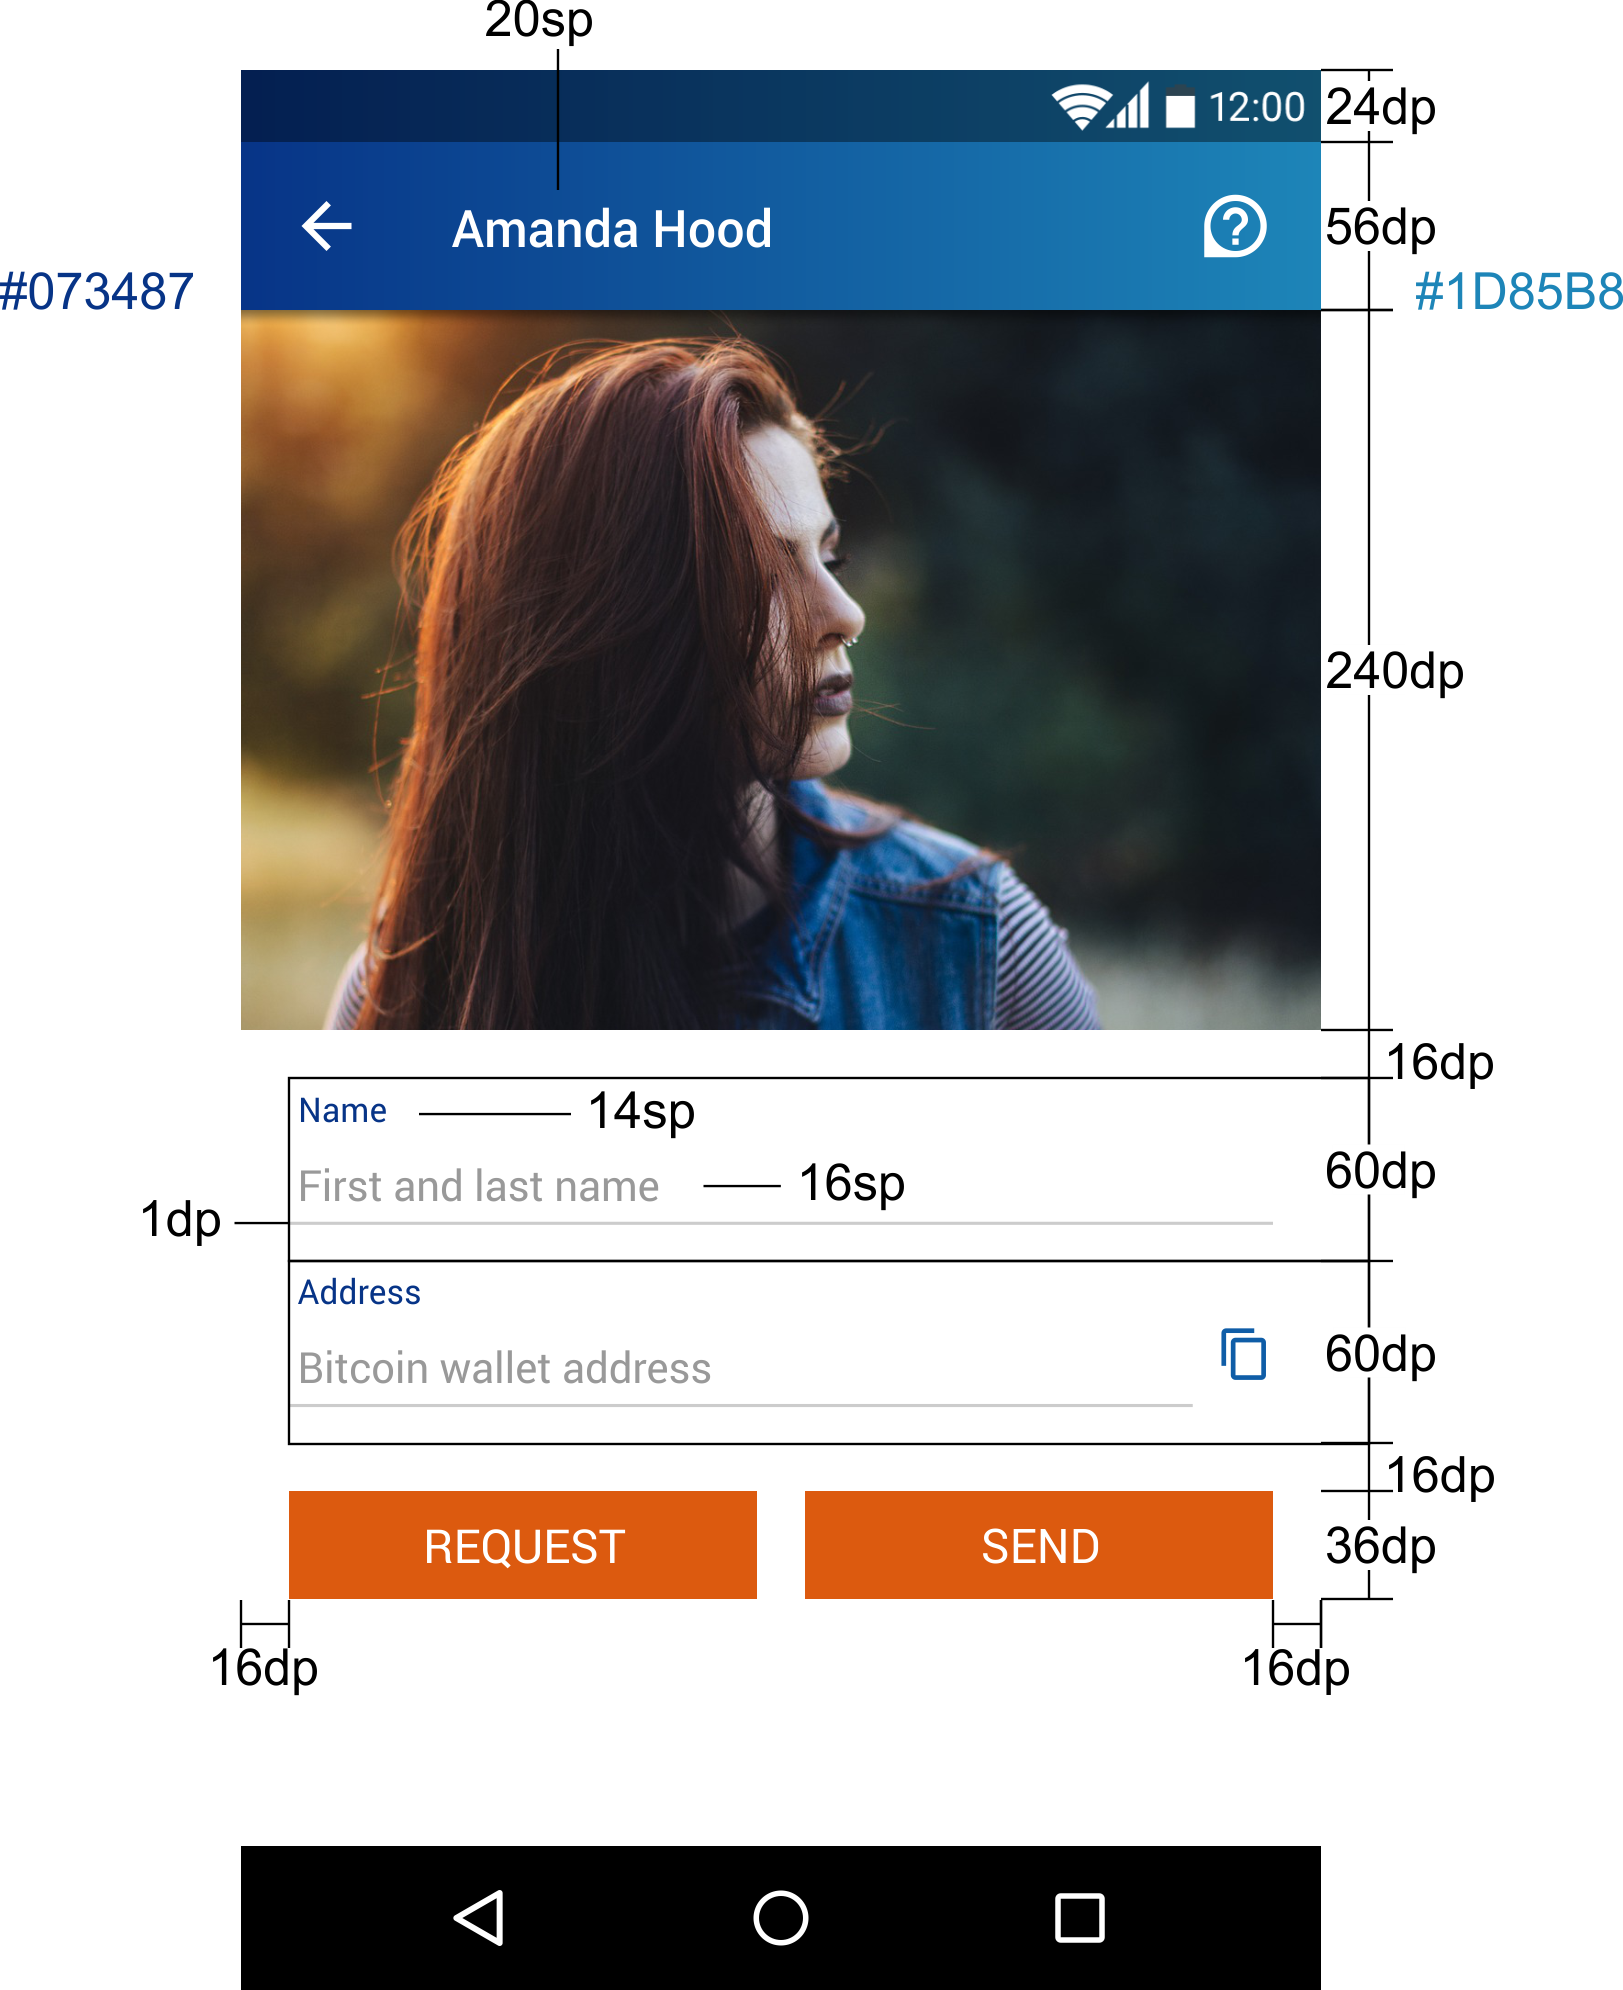 20sp
12:00
24dp
Amanda Hood
?
56dp
#073487
#1D85B8
240dp
16dp
Name
14sp
First and last name
16sp
60dp
1dp
Address
Bitcoin wallet address
60dp
16dp
REQUEST
SEND
36dp
16dp
16dp